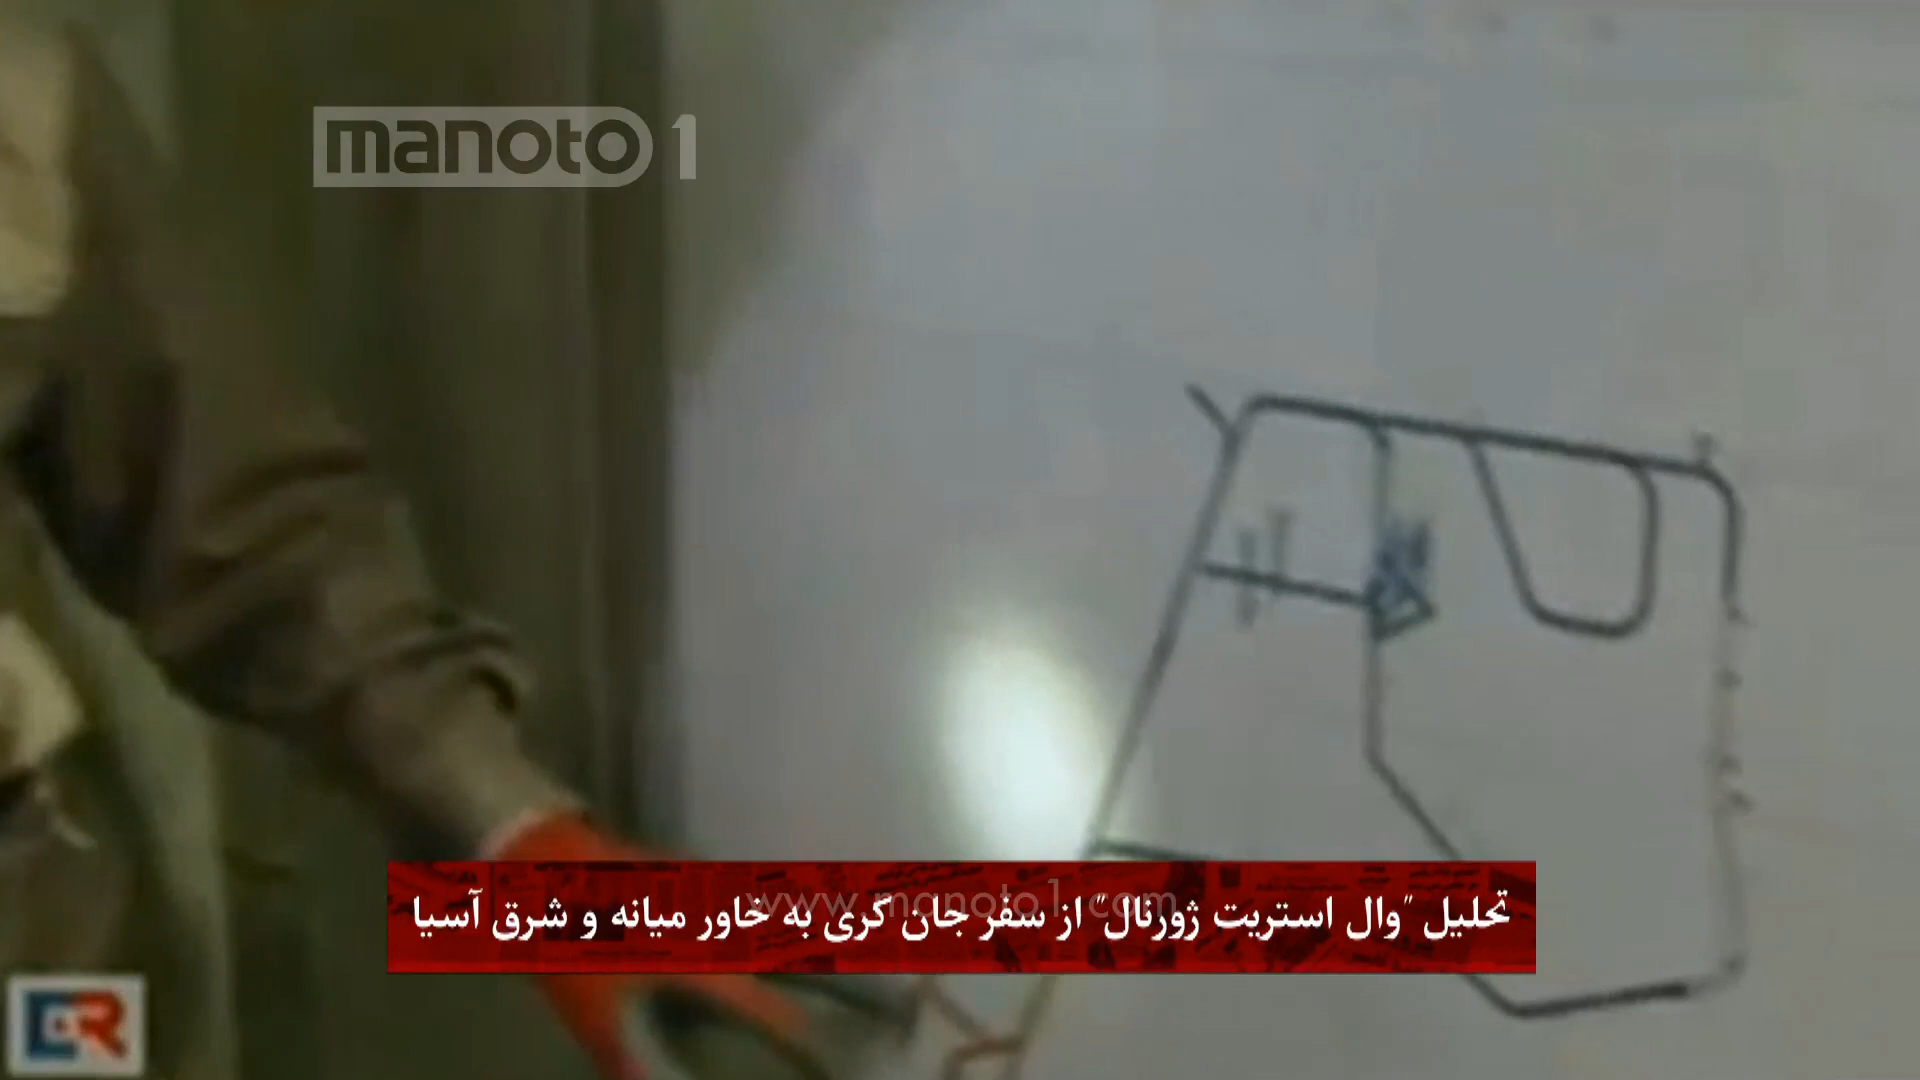 manoto 1
تحلیل "وال استریت ژورنال" از سفر جان کری به خاور میانه و شرق آسیا
www.manoto1.com